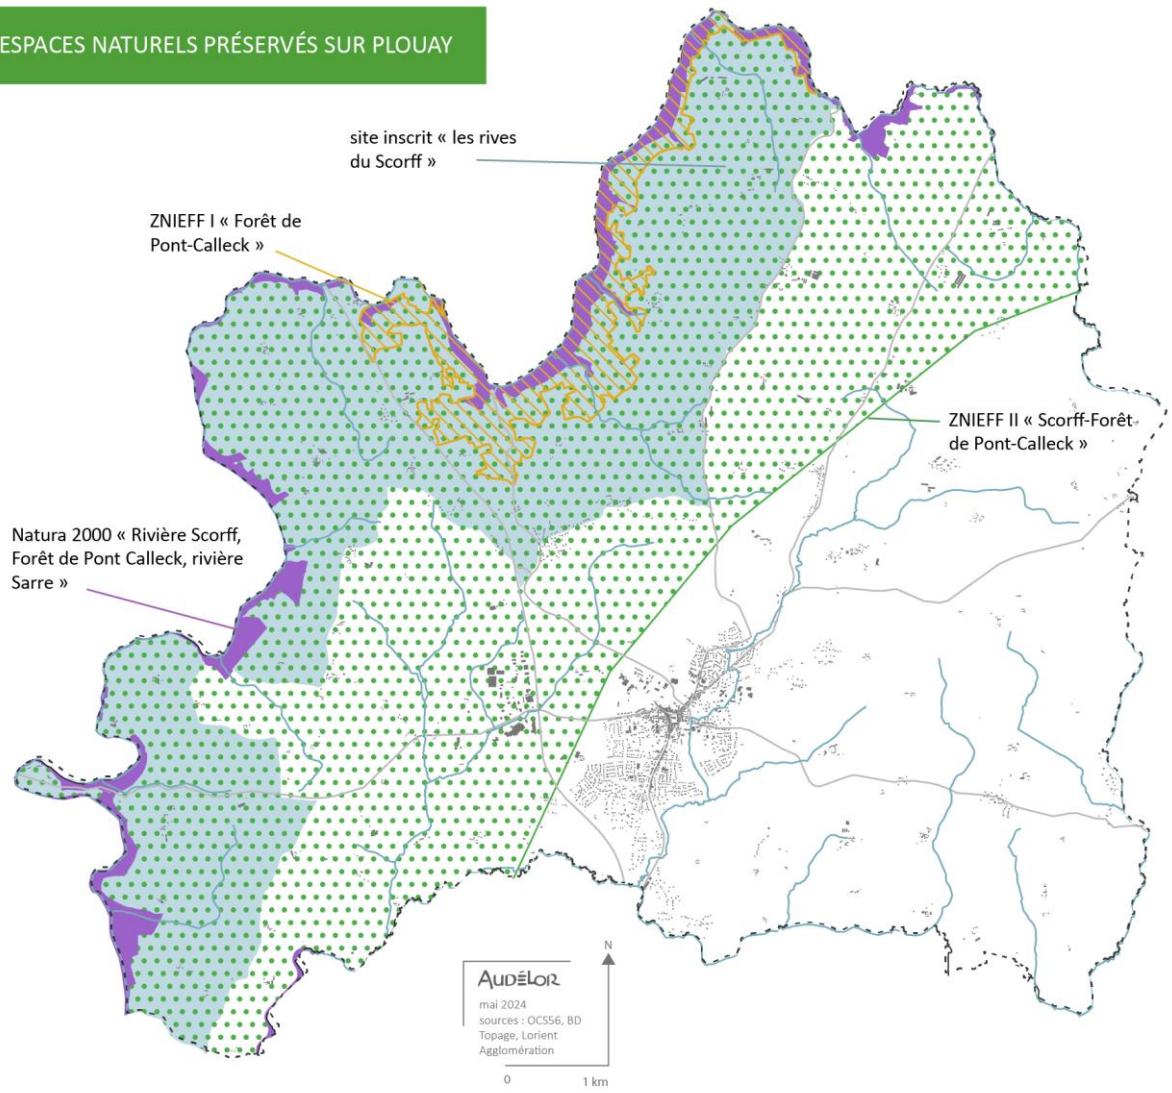 ESPACES NATURELS PRÉSERVÉS SUR PLOUAY
site inscrit « les rives
du Scorff »
ZNIEFF I « Forêt de
Pont-Calleck »
ZNIEFF II « Scorff-Forêt
de Pont-Calleck »
Natura 2000 « Rivière Scorff,
Forêt de Pont Calleck, rivière
Sarre »
N
AUDÉLOR
mai 2024
sources : OCS56, BD
Topage, Lorient
Agglomération
0 1 km